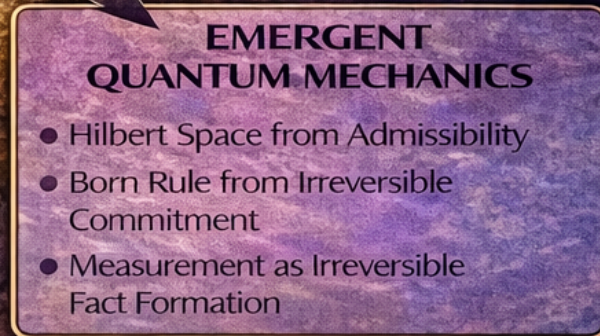 EMERGENT
QUANTUM MECHANICS
• Hilbert Space from Admissibility
• Born Rule from Irreversible
Commitment
• Measurement as Irreversible
Fact Formation